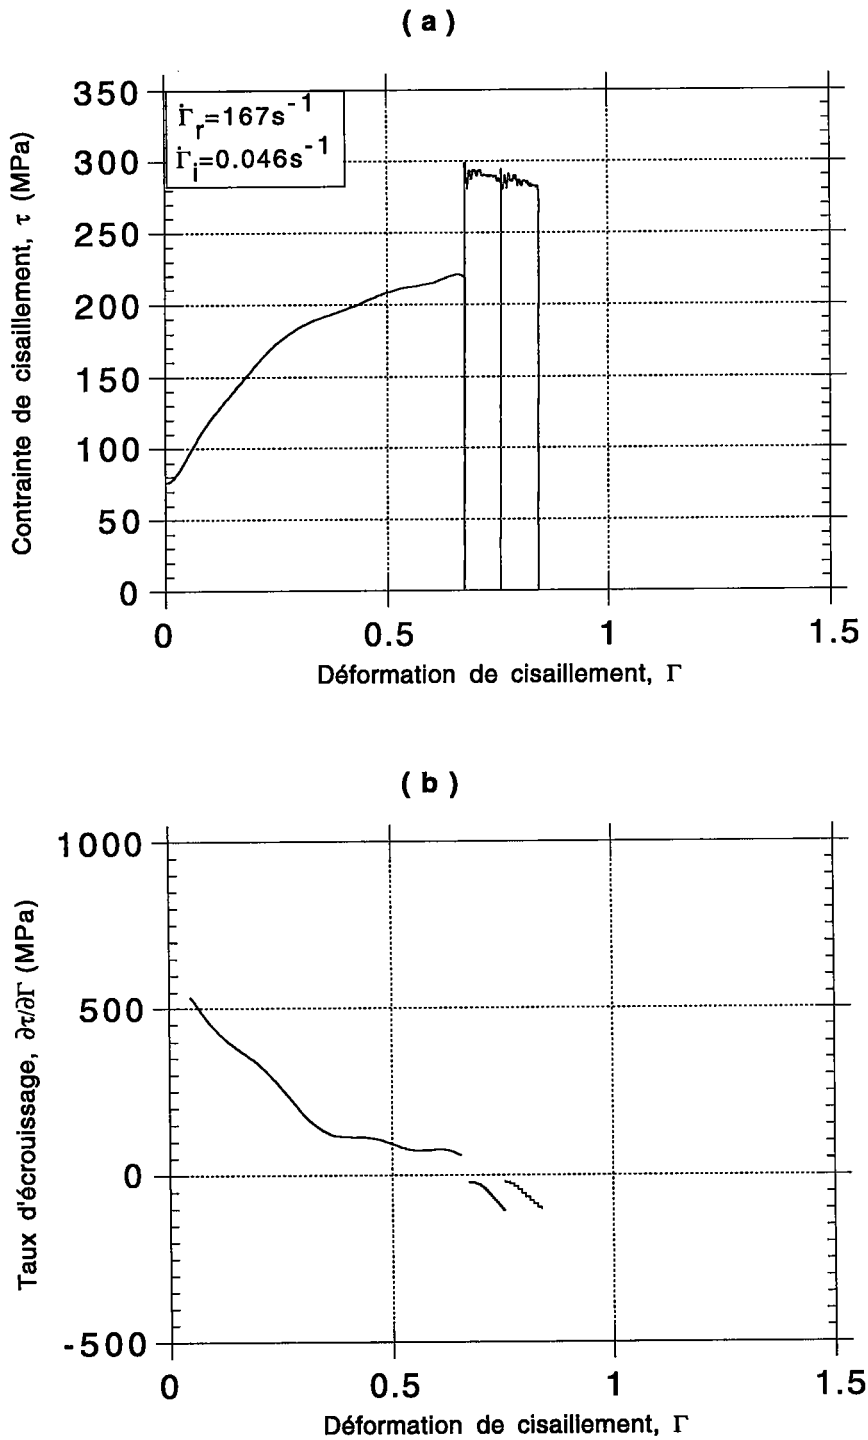 ( a )
350
300
250
200
150
100
50
0
Γ̇r=167s⁻¹
Γ̇i=0.046s⁻¹
Contrainte de cisaillement, τ (MPa)
0 0.5 1 1.5
Déformation de cisaillement, Γ
( b )
1000
500
0
-500
Taux d'écrouissage, ∂τ/∂Γ (MPa)
0 0.5 1 1.5
Déformation de cisaillement, Γ